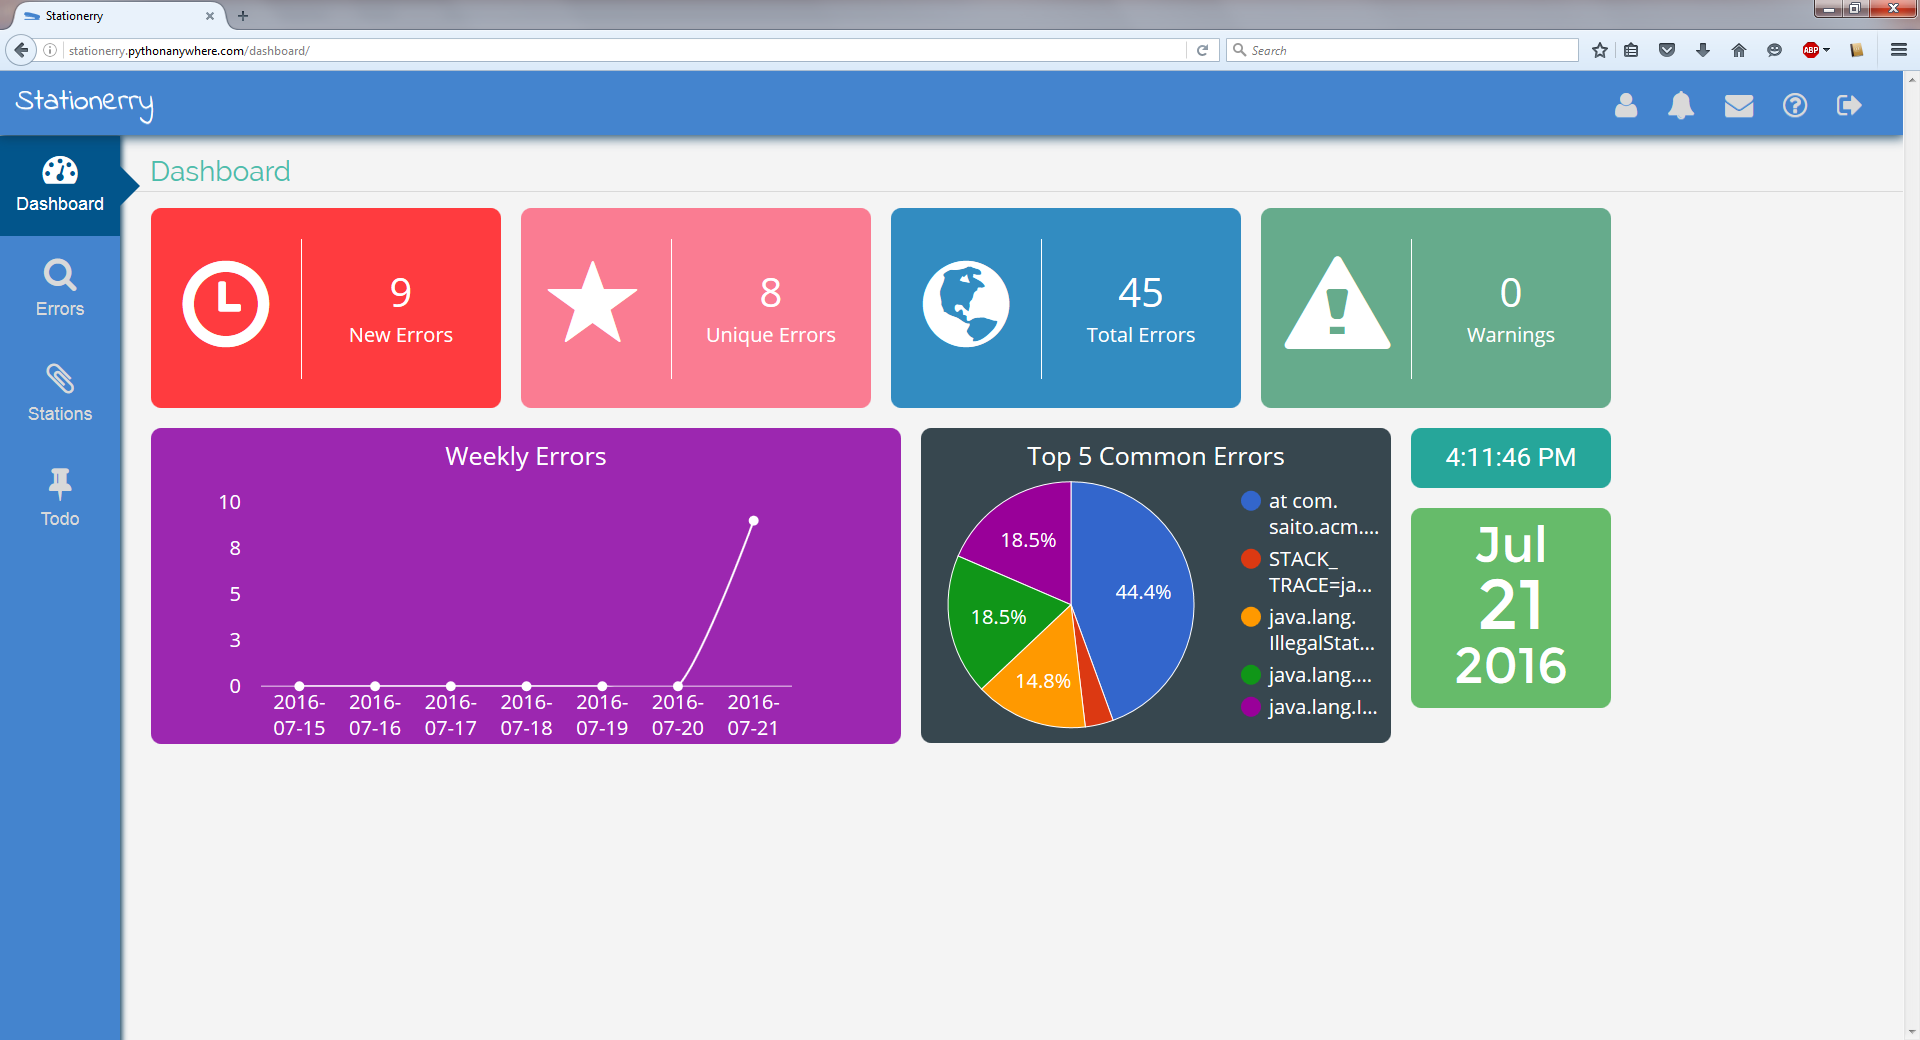 Stationerry
stationerry.pythonanywhere.com/dashboard/
Search
ABP
Stationerry
Dashboard
Errors
Stations
Todo
Dashboard
9
New Errors
8
Unique Errors
45
Total Errors
0
Warnings
Weekly Errors
10
8
5
3
0
2016-
07-15
2016-
07-16
2016-
07-17
2016-
07-18
2016-
07-19
2016-
07-20
2016-
07-21
Top 5 Common Errors
18.5%
44.4%
18.5%
14.8%
at com.
saito.acm....
STACK_
TRACE=ja...
java.lang.
IllegalStat...
java.lang....
java.lang.I...
4:11:46 PM
Jul
21
2016